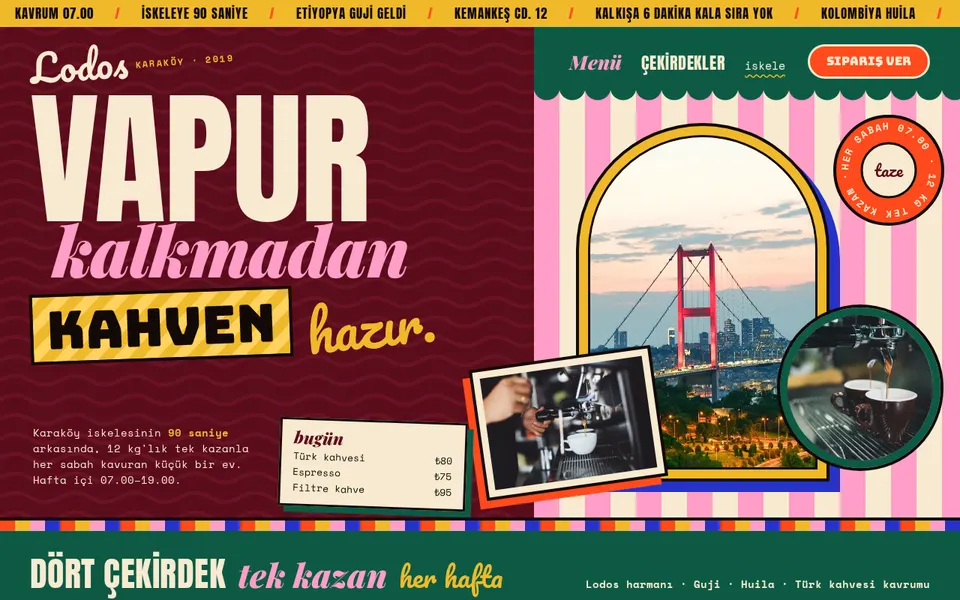 KAVRUM 07.00 / İSKELEYE 90 SANİYE / ETİYOPYA GUJİ GELDİ / KEMANKEŞ CD. 12 / KALKIŞA 6 DAKİKA KALA SIRA YOK / KOLOMBİYA HUİLA /
Lodos KARAKÖY · 2019
Menü ÇEKİRDEKLER iskele SIPARIŞ VER
VAPUR
kalkmadan
KAHVEN hazır.
HER SABAH 07.00 · 12 KG TEK KAZAN ·
taze
Karaköy iskelesinin 90 saniye
arkasında, 12 kg'lık tek kazanla
her sabah kavuran küçük bir ev.
Hafta içi 07.00–19.00.
bugün
Türk kahvesi ₺80
Espresso ₺75
Filtre kahve ₺95
DÖRT ÇEKİRDEK tek kazan her hafta
Lodos harmanı · Guji · Huila · Türk kahvesi kavrumu